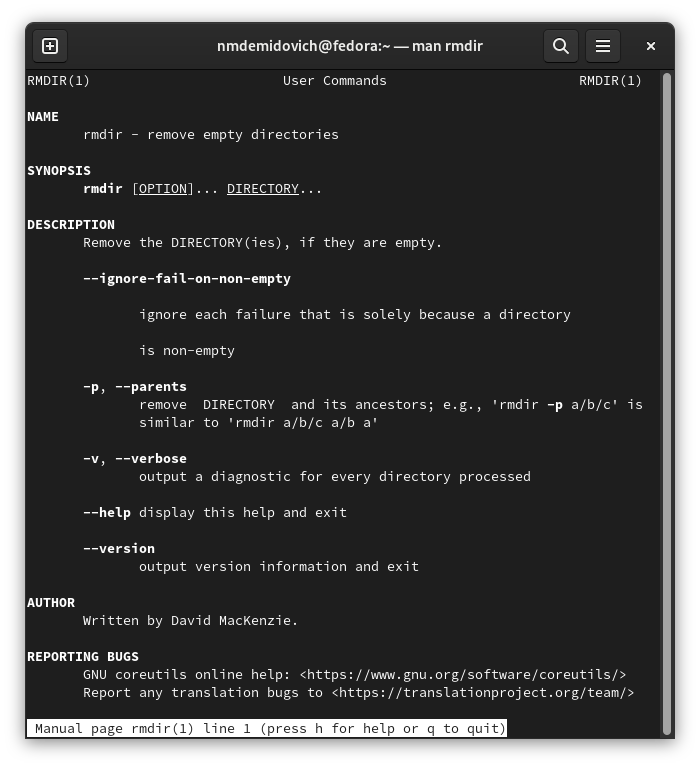 nmdemidovich@fedora:~ — man rmdir
RMDIR(1) User Commands RMDIR(1)
NAME
rmdir - remove empty directories
SYNOPSIS
rmdir [OPTION]... DIRECTORY...
DESCRIPTION
Remove the DIRECTORY(ies), if they are empty.
--ignore-fail-on-non-empty
ignore each failure that is solely because a directory
is non-empty
-p, --parents
remove DIRECTORY and its ancestors; e.g., 'rmdir -p a/b/c' is
similar to 'rmdir a/b/c a/b a'
-v, --verbose
output a diagnostic for every directory processed
--help display this help and exit
--version
output version information and exit
AUTHOR
Written by David MacKenzie.
REPORTING BUGS
GNU coreutils online help: <https://www.gnu.org/software/coreutils/>
Report any translation bugs to <https://translationproject.org/team/>
Manual page rmdir(1) line 1 (press h for help or q to quit)